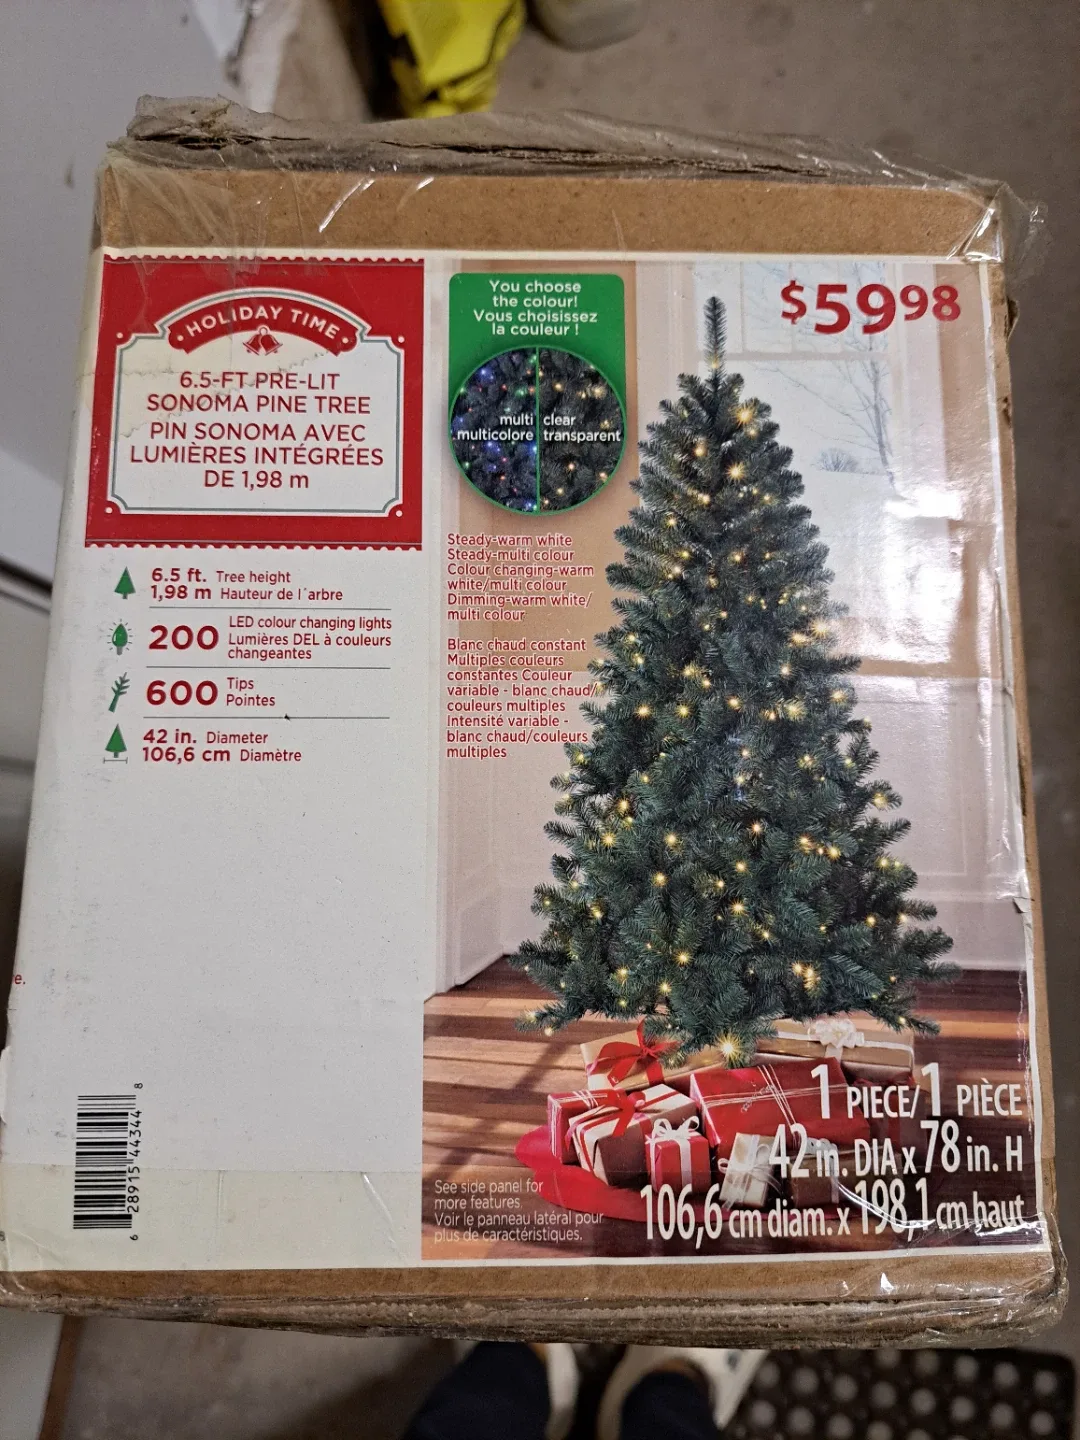 HOLIDAY TIME
6.5-FT PRE-LIT
SONOMA PINE TREE
PIN SONOMA AVEC
LUMIÈRES INTÉGRÉES
DE 1,98 m
6.5 ft. Tree height
1,98 m Hauteur de l'arbre
200 LED colour changing lights
Lumières DEL à couleurs
changeantes
600 Tips
Pointes
42 in. Diameter
106,6 cm Diamètre
You choose
the colour!
Vous choisissez
la couleur !
multi clear
multicolore transparent
Steady-warm white
Steady-multi colour
Colour changing-warm
white/multi colour
Dimming-warm white/
multi colour
Blanc chaud constant
Multiples couleurs
constantes Couleur
variable - blanc chaud/
couleurs multiples
Intensité variable -
blanc chaud/couleurs
multiples
$5998
e.
6 28915 44344 8
See side panel for
more features.
Voir le panneau latéral pour
plus de caractéristiques.
1 PIECE/1 PIÈCE
42 in. DIA x 78 in. H
106,6 cm diam. x 198,1 cm haut